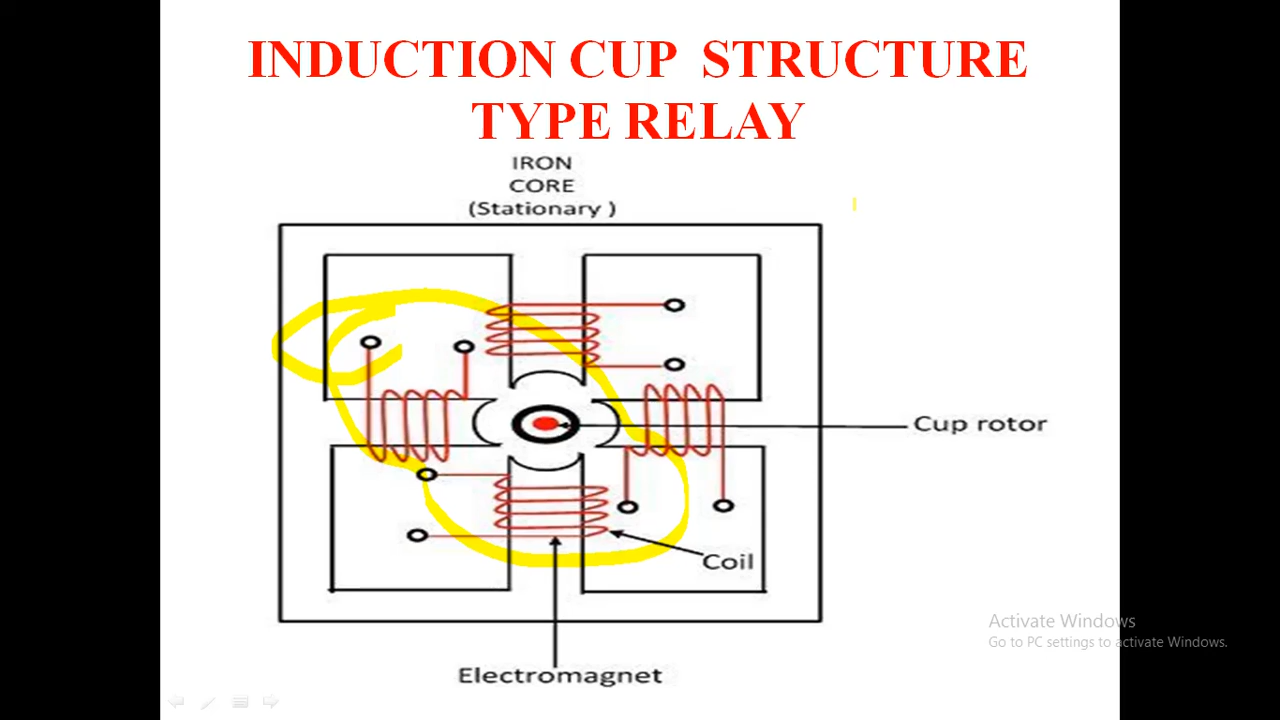 INDUCTION CUP STRUCTURE
TYPE RELAY
IRON
CORE
(Stationary )
Cup rotor
Coil
Electromagnet
Activate Windows
Go to PC settings to activate Windows.